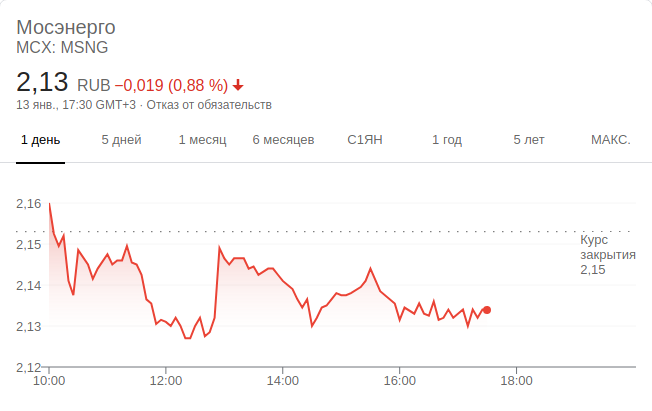 Мосэнерго
MCX: MSNG
2,13 RUB −0,019 (0,88 %)
13 янв., 17:30 GMT+3 · Отказ от обязательств
1 день 5 дней 1 месяц 6 месяцев С1ЯН 1 год 5 лет МАКС.
2,16
2,15
2,14
2,13
2,12
Курс
закрытия
2,15
10:00 12:00 14:00 16:00 18:00